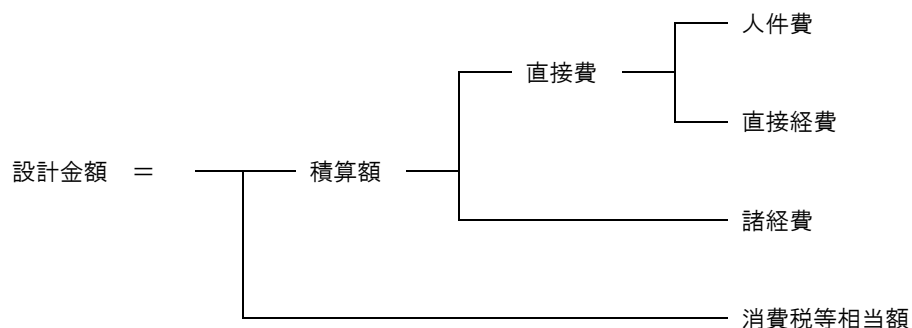 人件費
直接費
直接経費
設計金額 ＝ 積算額
諸経費
消費税等相当額